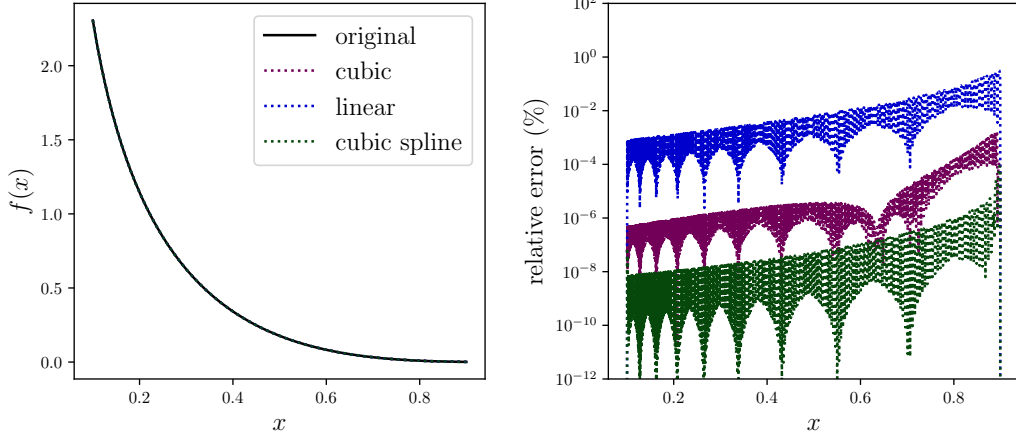 original
cubic
linear
cubic spline
f(x)
2.0
1.5
1.0
0.5
0.0
0.2
0.4
0.6
0.8
x
relative error (%)
10²
10⁰
10⁻²
10⁻⁴
10⁻⁶
10⁻⁸
10⁻¹⁰
10⁻¹²
0.2
0.4
0.6
0.8
x